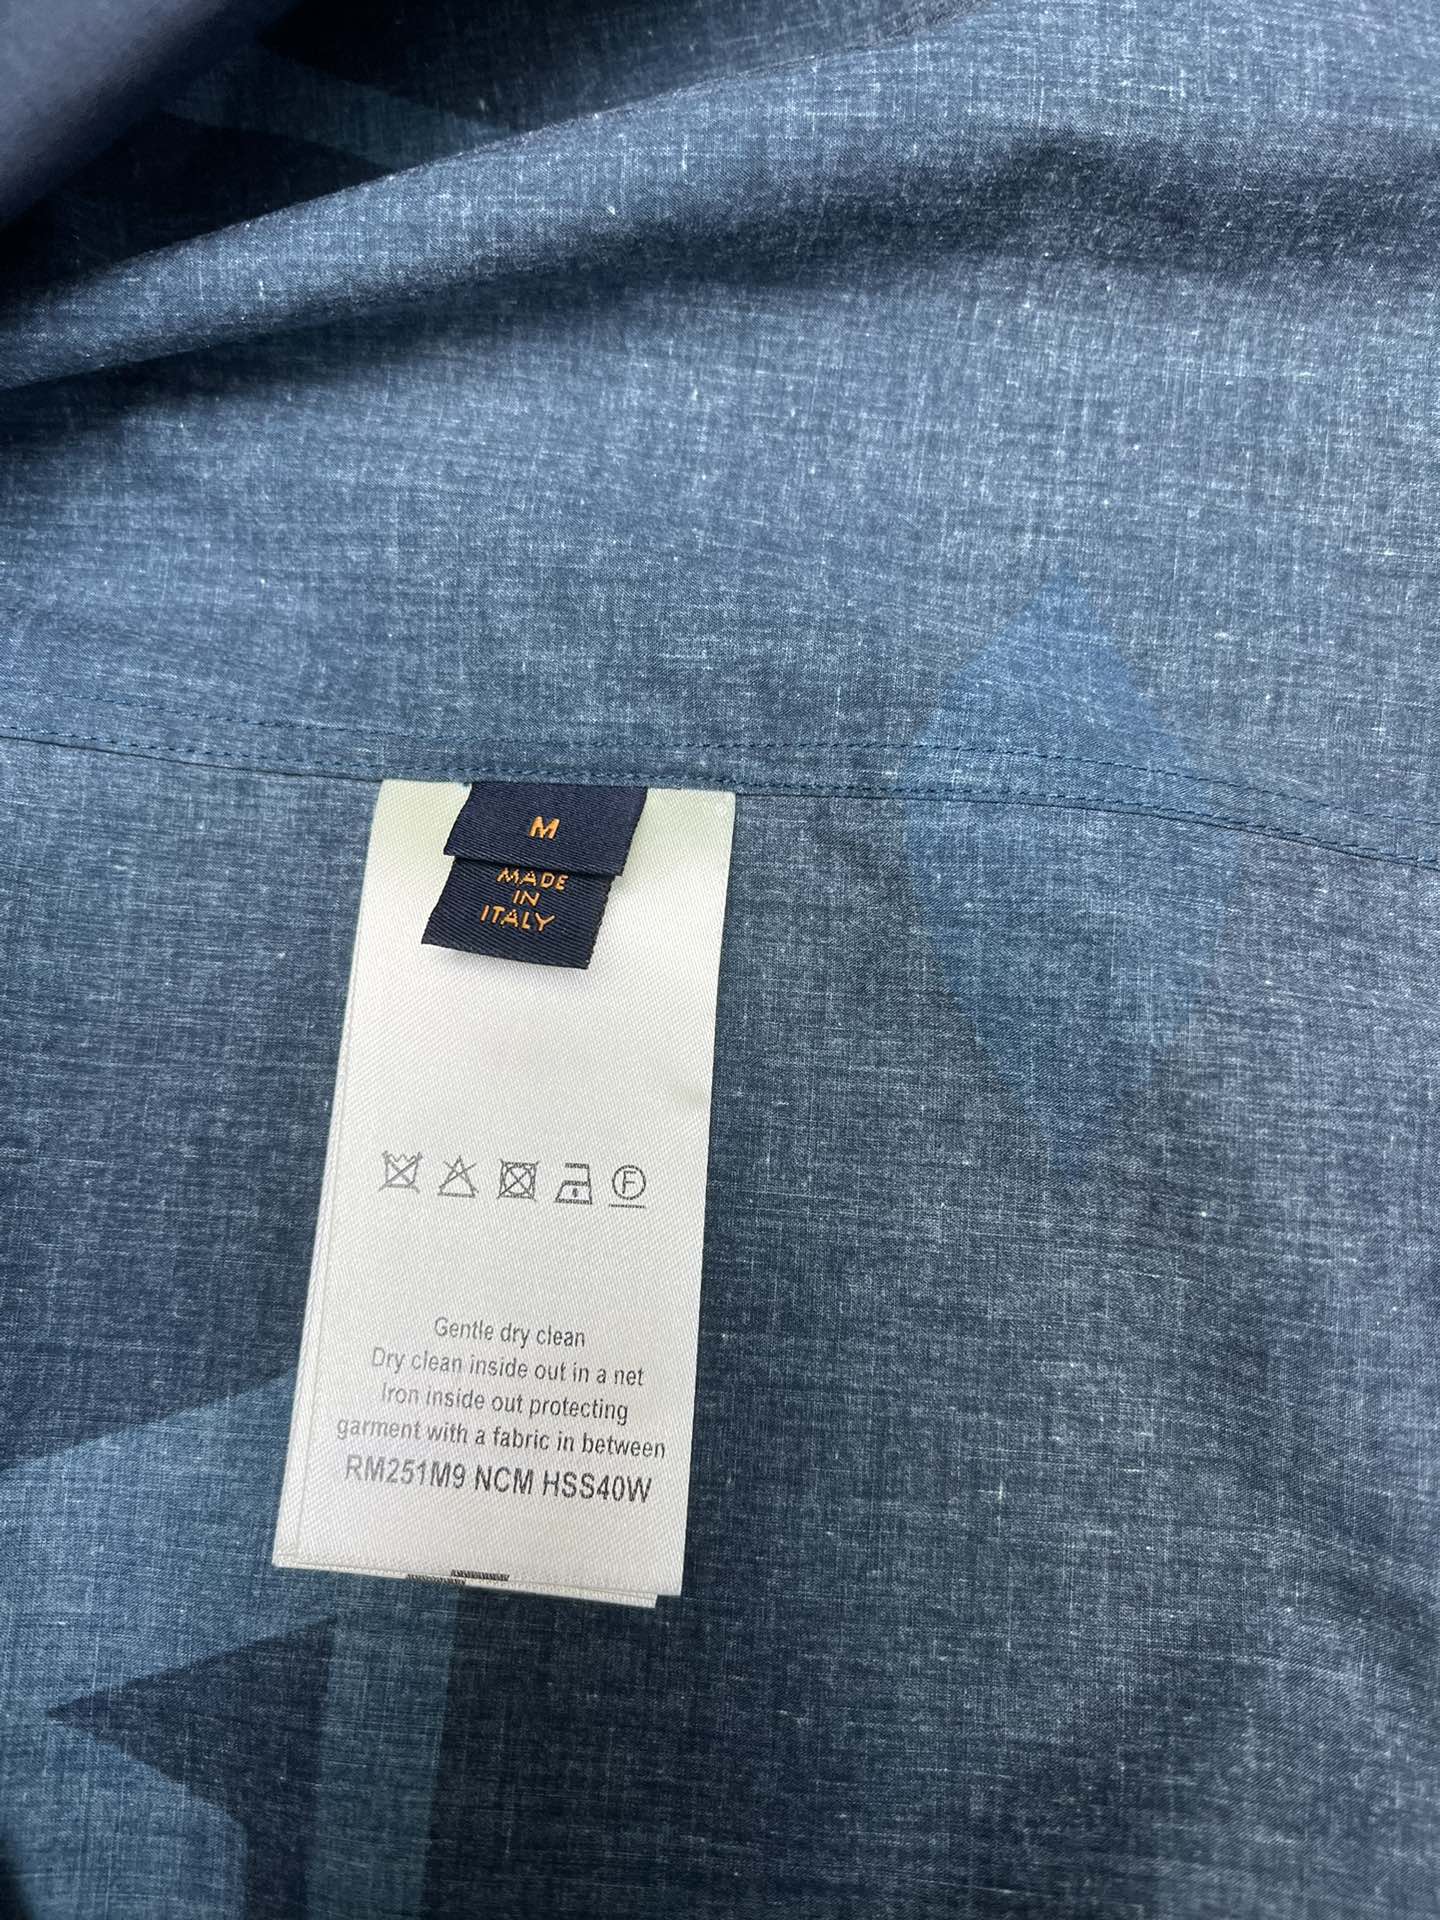 M
MADE
IN
ITALY
F
Gentle dry clean
Dry clean inside out in a net
Iron inside out protecting
garment with a fabric in between
RM251M9 NCM HSS40W